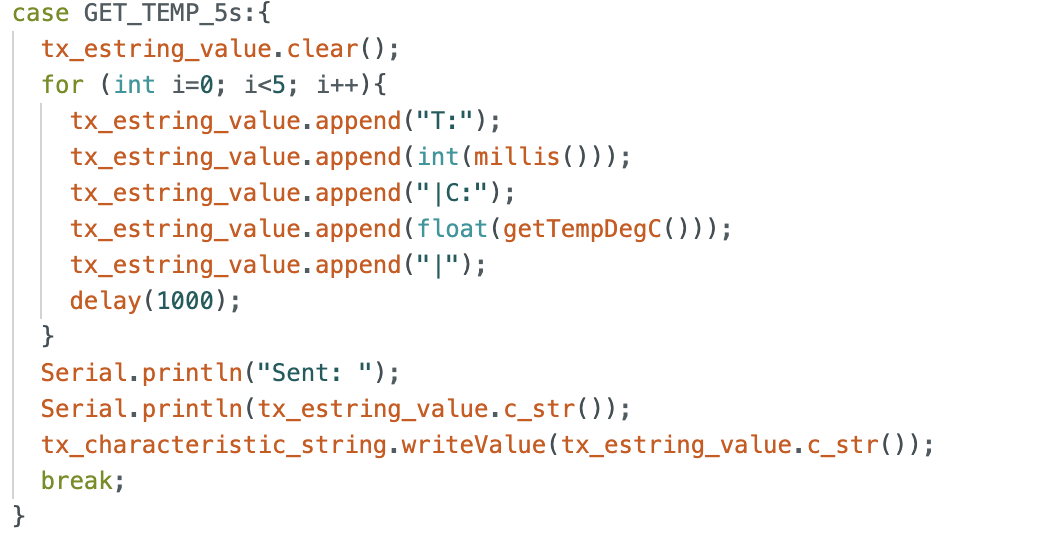 case GET_TEMP_5s:{
tx_estring_value.clear();
for (int i=0; i<5; i++){
tx_estring_value.append("T:");
tx_estring_value.append(int(millis()));
tx_estring_value.append("|C:");
tx_estring_value.append(float(getTempDegC()));
tx_estring_value.append("|");
delay(1000);
}
Serial.println("Sent: ");
Serial.println(tx_estring_value.c_str());
tx_characteristic_string.writeValue(tx_estring_value.c_str());
break;
}